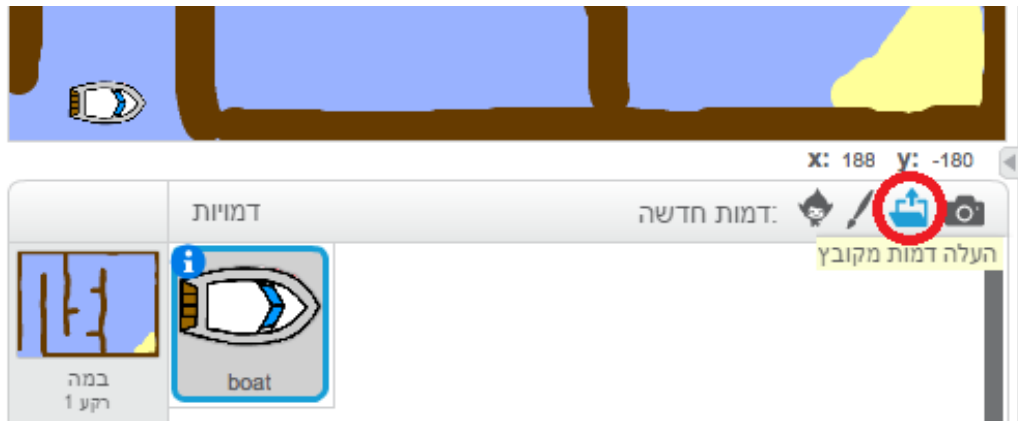 x: 188 y: -180
דמויות
דמות חדשה:
העלה דמות מקובץ
i
boat
במה
רקע 1